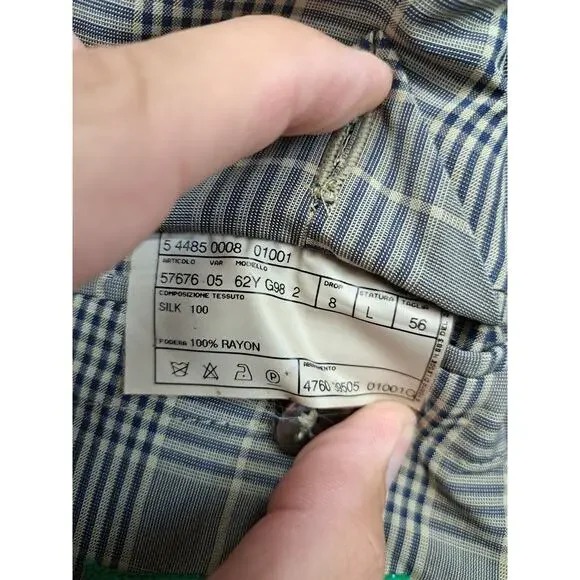 5 4485 0008 01001
ARTICOLO VAR MODELLO DROP STATURA TAGLIA
57676 05 62Y G98 2 8 L 56
COMPOSIZIONE TESSUTO
SILK 100
FODERA 100% RAYON
P
4760 9505 01001